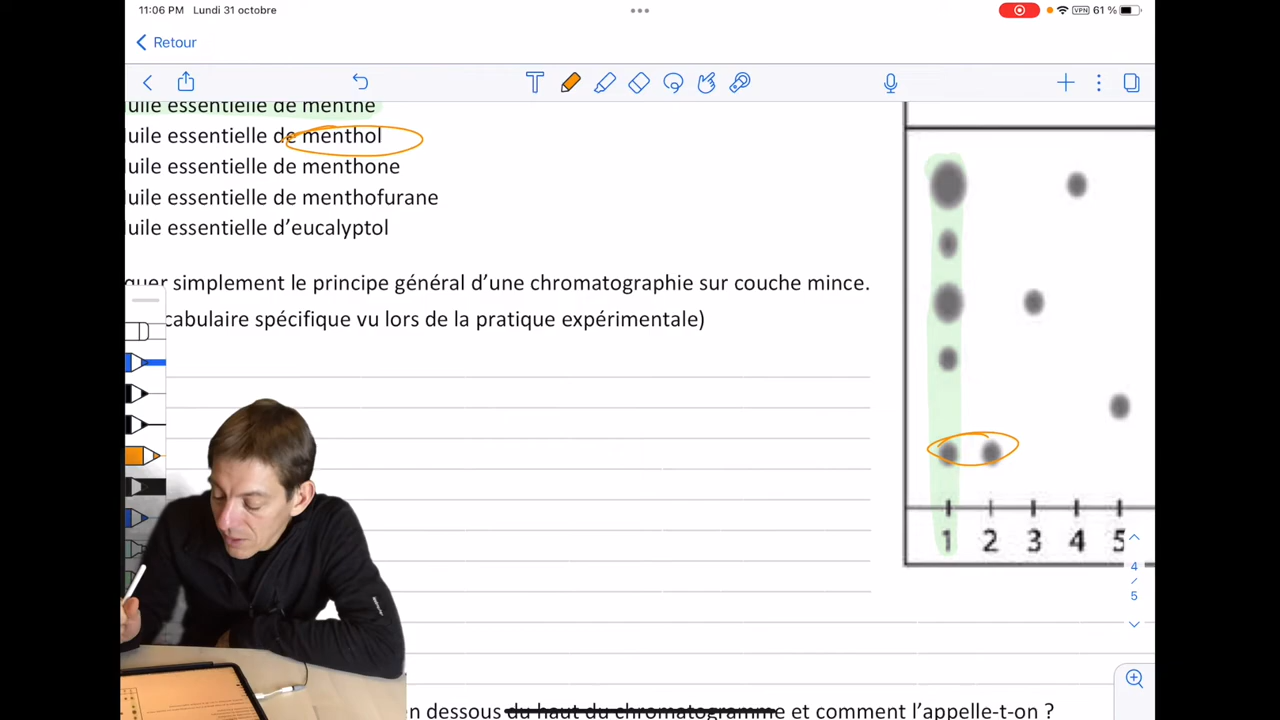 11:06 PM Lundi 31 octobre
VPN 61 %
Retour
uile essentielle de menthe
uile essentielle de menthol
uile essentielle de menthone
uile essentielle de menthofurane
uile essentielle d'eucalyptol
quer simplement le principe général d'une chromatographie sur couche mince.
cabulaire spécifique vu lors de la pratique expérimentale)
1 2 3 4 5
4
/
5
en dessous du haut du chromatogramme et comment l'appelle-t-on ?